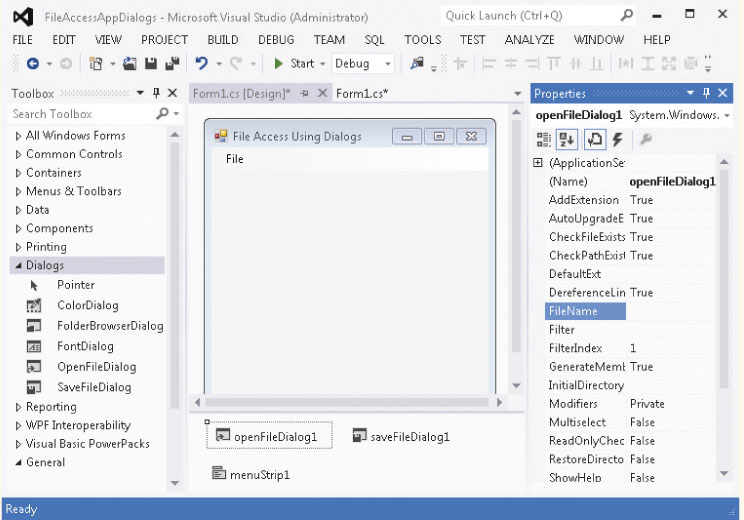 FileAccessAppDialogs - Microsoft Visual Studio (Administrator)
Quick Launch (Ctrl+Q)
FILE EDIT VIEW PROJECT BUILD DEBUG TEAM SQL TOOLS TEST ANALYZE WINDOW HELP
Start Debug
Toolbox
Search Toolbox
All Windows Forms
Common Controls
Containers
Menus & Toolbars
Data
Components
Printing
Dialogs
Pointer
ColorDialog
FolderBrowserDialog
FontDialog
OpenFileDialog
SaveFileDialog
Reporting
WPF Interoperability
Visual Basic PowerPacks
General
Form1.cs [Design]* Form1.cs*
File Access Using Dialogs
File
openFileDialog1
saveFileDialog1
menuStrip1
Properties
openFileDialog1 System.Windows.
(ApplicationSet
(Name) openFileDialog1
AddExtension True
AutoUpgradeE True
CheckFileExists True
CheckPathExist True
DefaultExt
DereferenceLin True
FileName
Filter
FilterIndex 1
GenerateMemb True
InitialDirectory
Modifiers Private
Multiselect False
ReadOnlyChec False
RestoreDirecto False
ShowHelp False
Ready